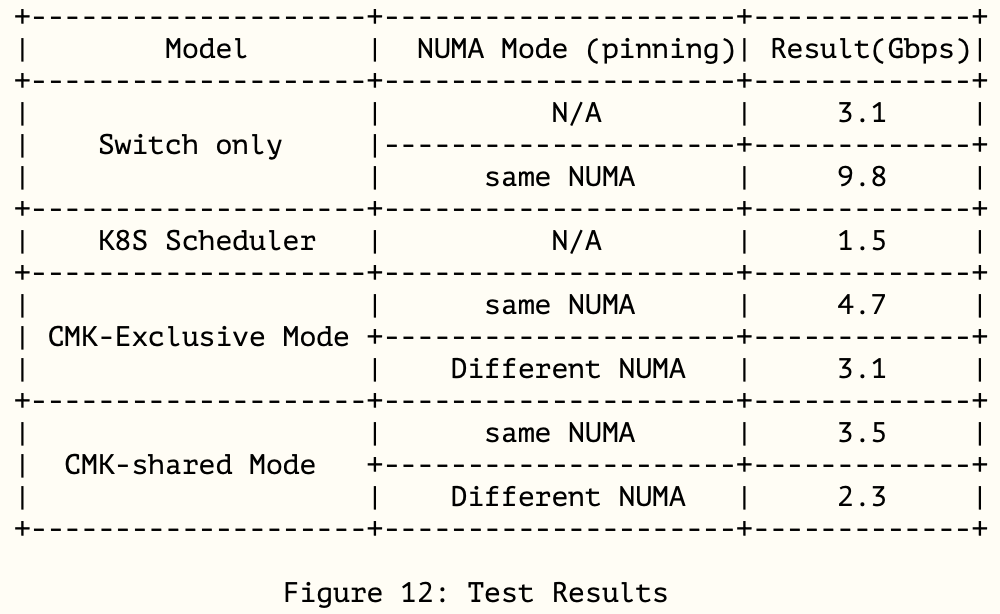 +--------------------+---------------------+-------------+
|        Model       |  NUMA Mode (pinning)| Result(Gbps)|
+--------------------+---------------------+-------------+
|                    |          N/A        |     3.1     |
|    Switch only     |---------------------+-------------+
|                    |      same NUMA      |     9.8     |
+--------------------+---------------------+-------------+
|    K8S Scheduler   |          N/A        |     1.5     |
+--------------------+---------------------+-------------+
|                    |      same NUMA      |     4.7     |
| CMK-Exclusive Mode +---------------------+-------------+
|                    |    Different NUMA   |     3.1     |
+--------------------+---------------------+-------------+
|                    |      same NUMA      |     3.5     |
|  CMK-shared Mode   +---------------------+-------------+
|                    |    Different NUMA   |     2.3     |
+--------------------+---------------------+-------------+
Figure 12: Test Results